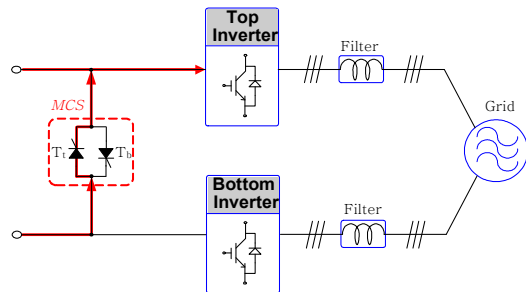 Top
Inverter
Filter
MCS
Grid
Tt
Tb
Bottom
Inverter
Filter